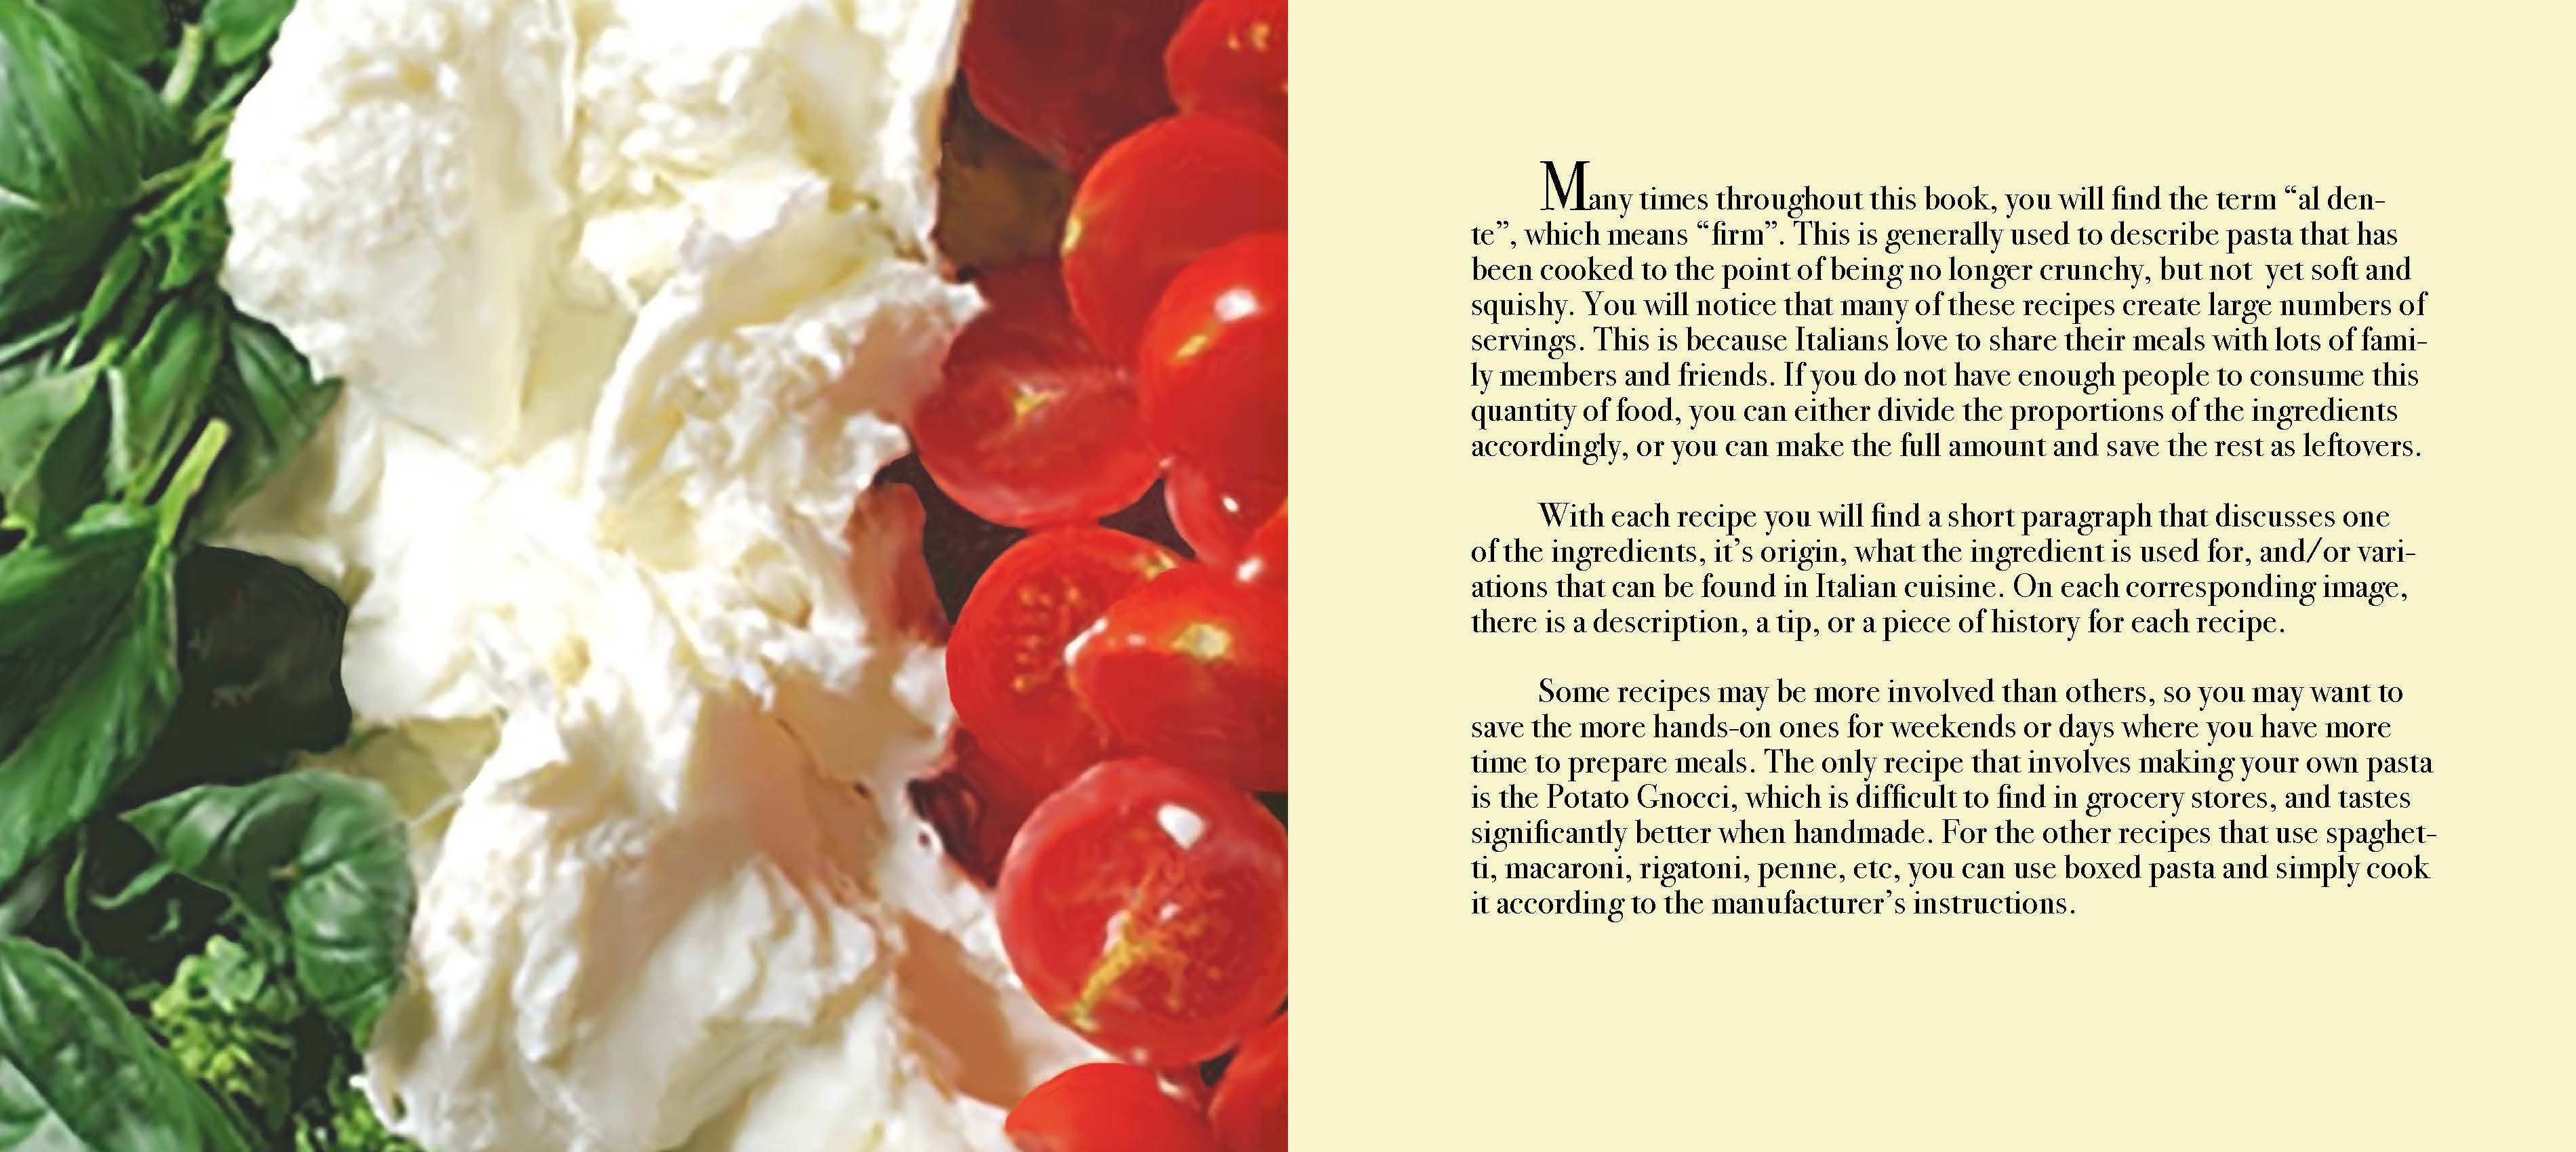 Many times throughout this book, you will find the term “al den-
te”, which means “firm”. This is generally used to describe pasta that has
been cooked to the point of being no longer crunchy, but not  yet soft and
squishy. You will notice that many of these recipes create large numbers of
servings. This is because Italians love to share their meals with lots of fami-
ly members and friends. If you do not have enough people to consume this
quantity of food, you can either divide the proportions of the ingredients
accordingly, or you can make the full amount and save the rest as leftovers.
With each recipe you will find a short paragraph that discusses one
of the ingredients, it’s origin, what the ingredient is used for, and/or vari-
ations that can be found in Italian cuisine. On each corresponding image,
there is a description, a tip, or a piece of history for each recipe.
Some recipes may be more involved than others, so you may want to
save the more hands-on ones for weekends or days where you have more
time to prepare meals. The only recipe that involves making your own pasta
is the Potato Gnocci, which is difficult to find in grocery stores, and tastes
significantly better when handmade. For the other recipes that use spaghet-
ti, macaroni, rigatoni, penne, etc, you can use boxed pasta and simply cook
it according to the manufacturer’s instructions.